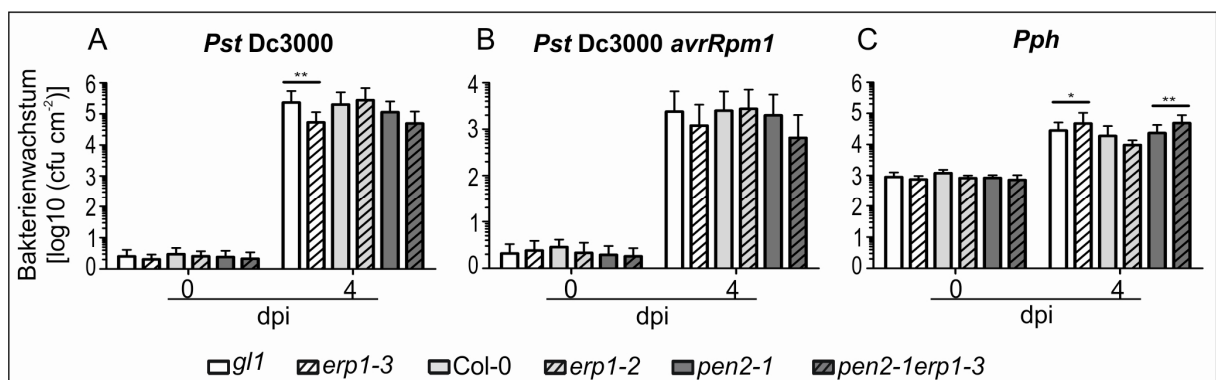 A
Pst Dc3000
B
Pst Dc3000 avrRpm1
C
Pph
Bakterienwachstum
[log10 (cfu cm-2)]
6
5
4
3
2
1
0
**
0
4
dpi
4
3
2
1
0
0
4
dpi
6
5
4
3
2
1
0
*
**
0
4
dpi
gl1 erp1-3 Col-0 erp1-2 pen2-1 pen2-1erp1-3